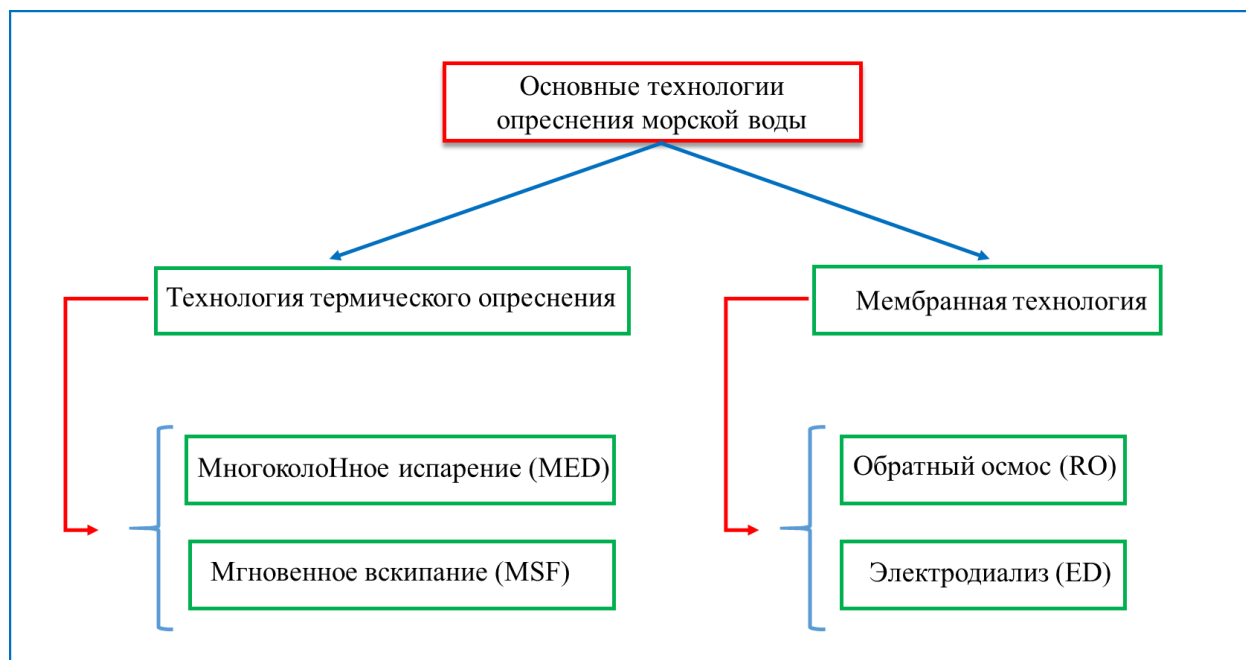 Основные технологии
опреснения морской воды
Технология термического опреснения
Мембранная технология
МногоколоНное испарение (MED)
Обратный осмос (RO)
Мгновенное вскипание (MSF)
Электродиализ (ED)